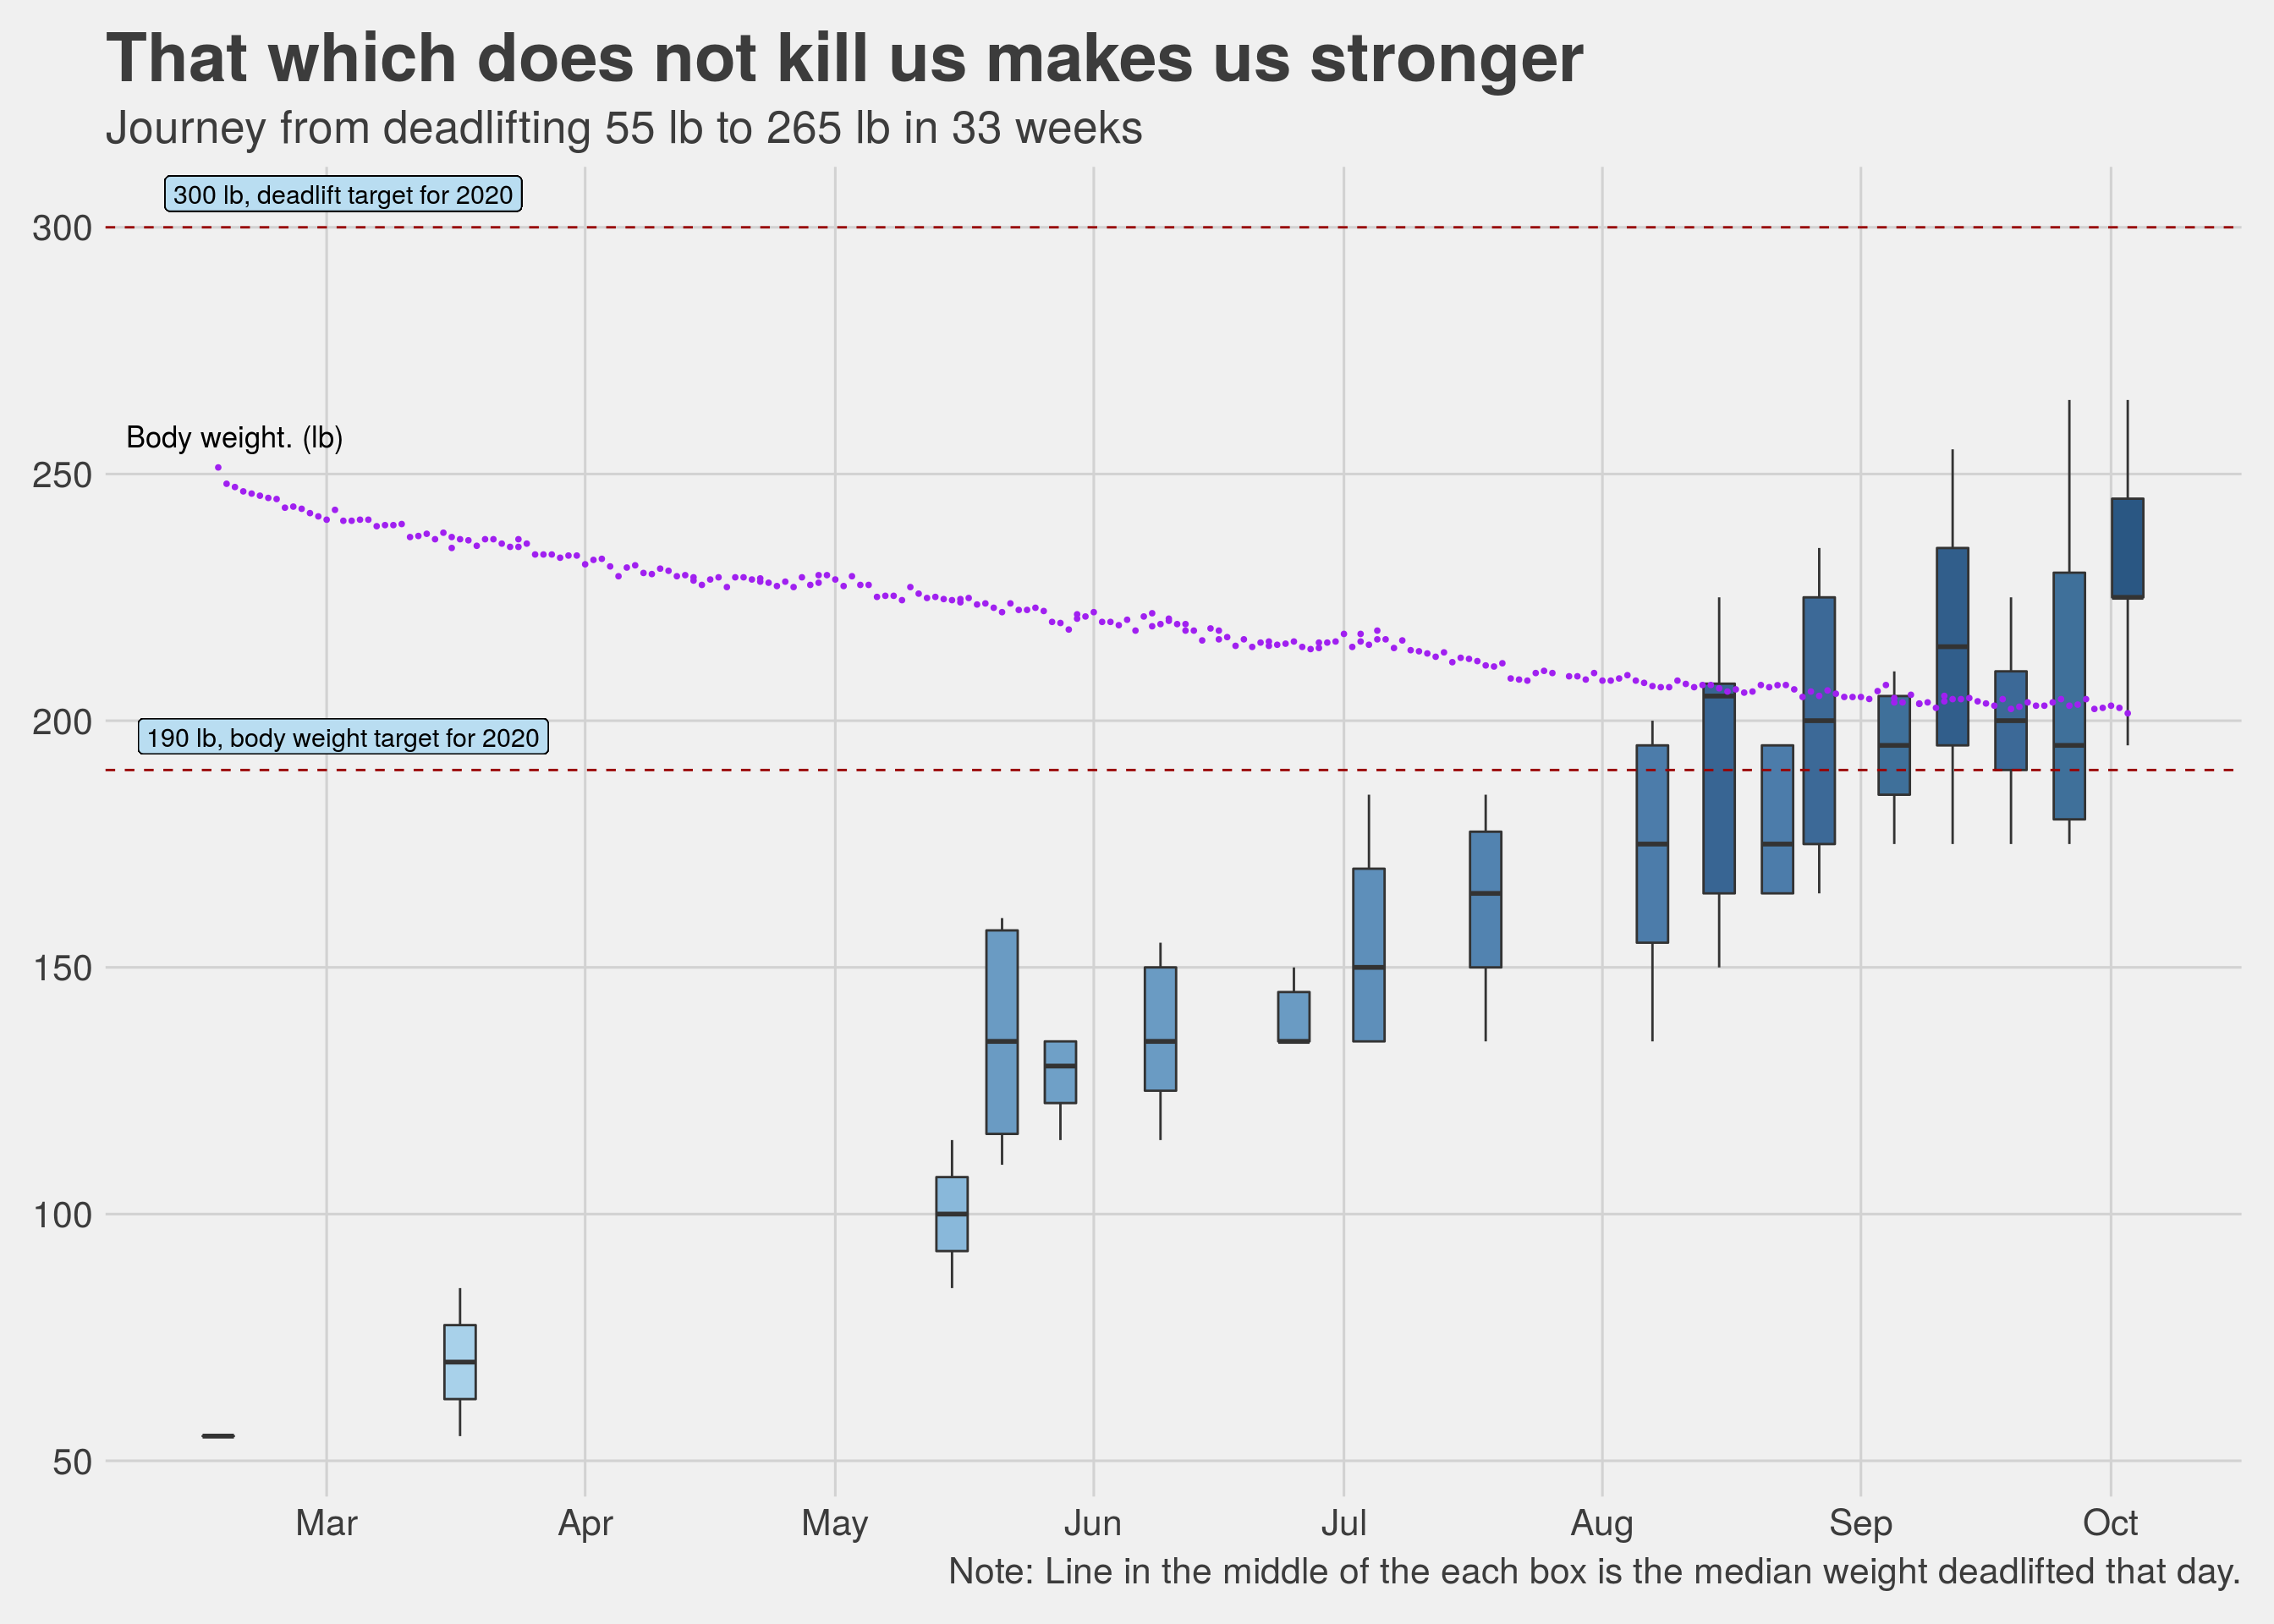 That which does not kill us makes us stronger
Journey from deadlifting 55 lb to 265 lb in 33 weeks
300 lb, deadlift target for 2020
300
Body weight. (lb)
250
200
190 lb, body weight target for 2020
150
100
50
Mar Apr May Jun Jul Aug Sep Oct
Note: Line in the middle of the each box is the median weight deadlifted that day.